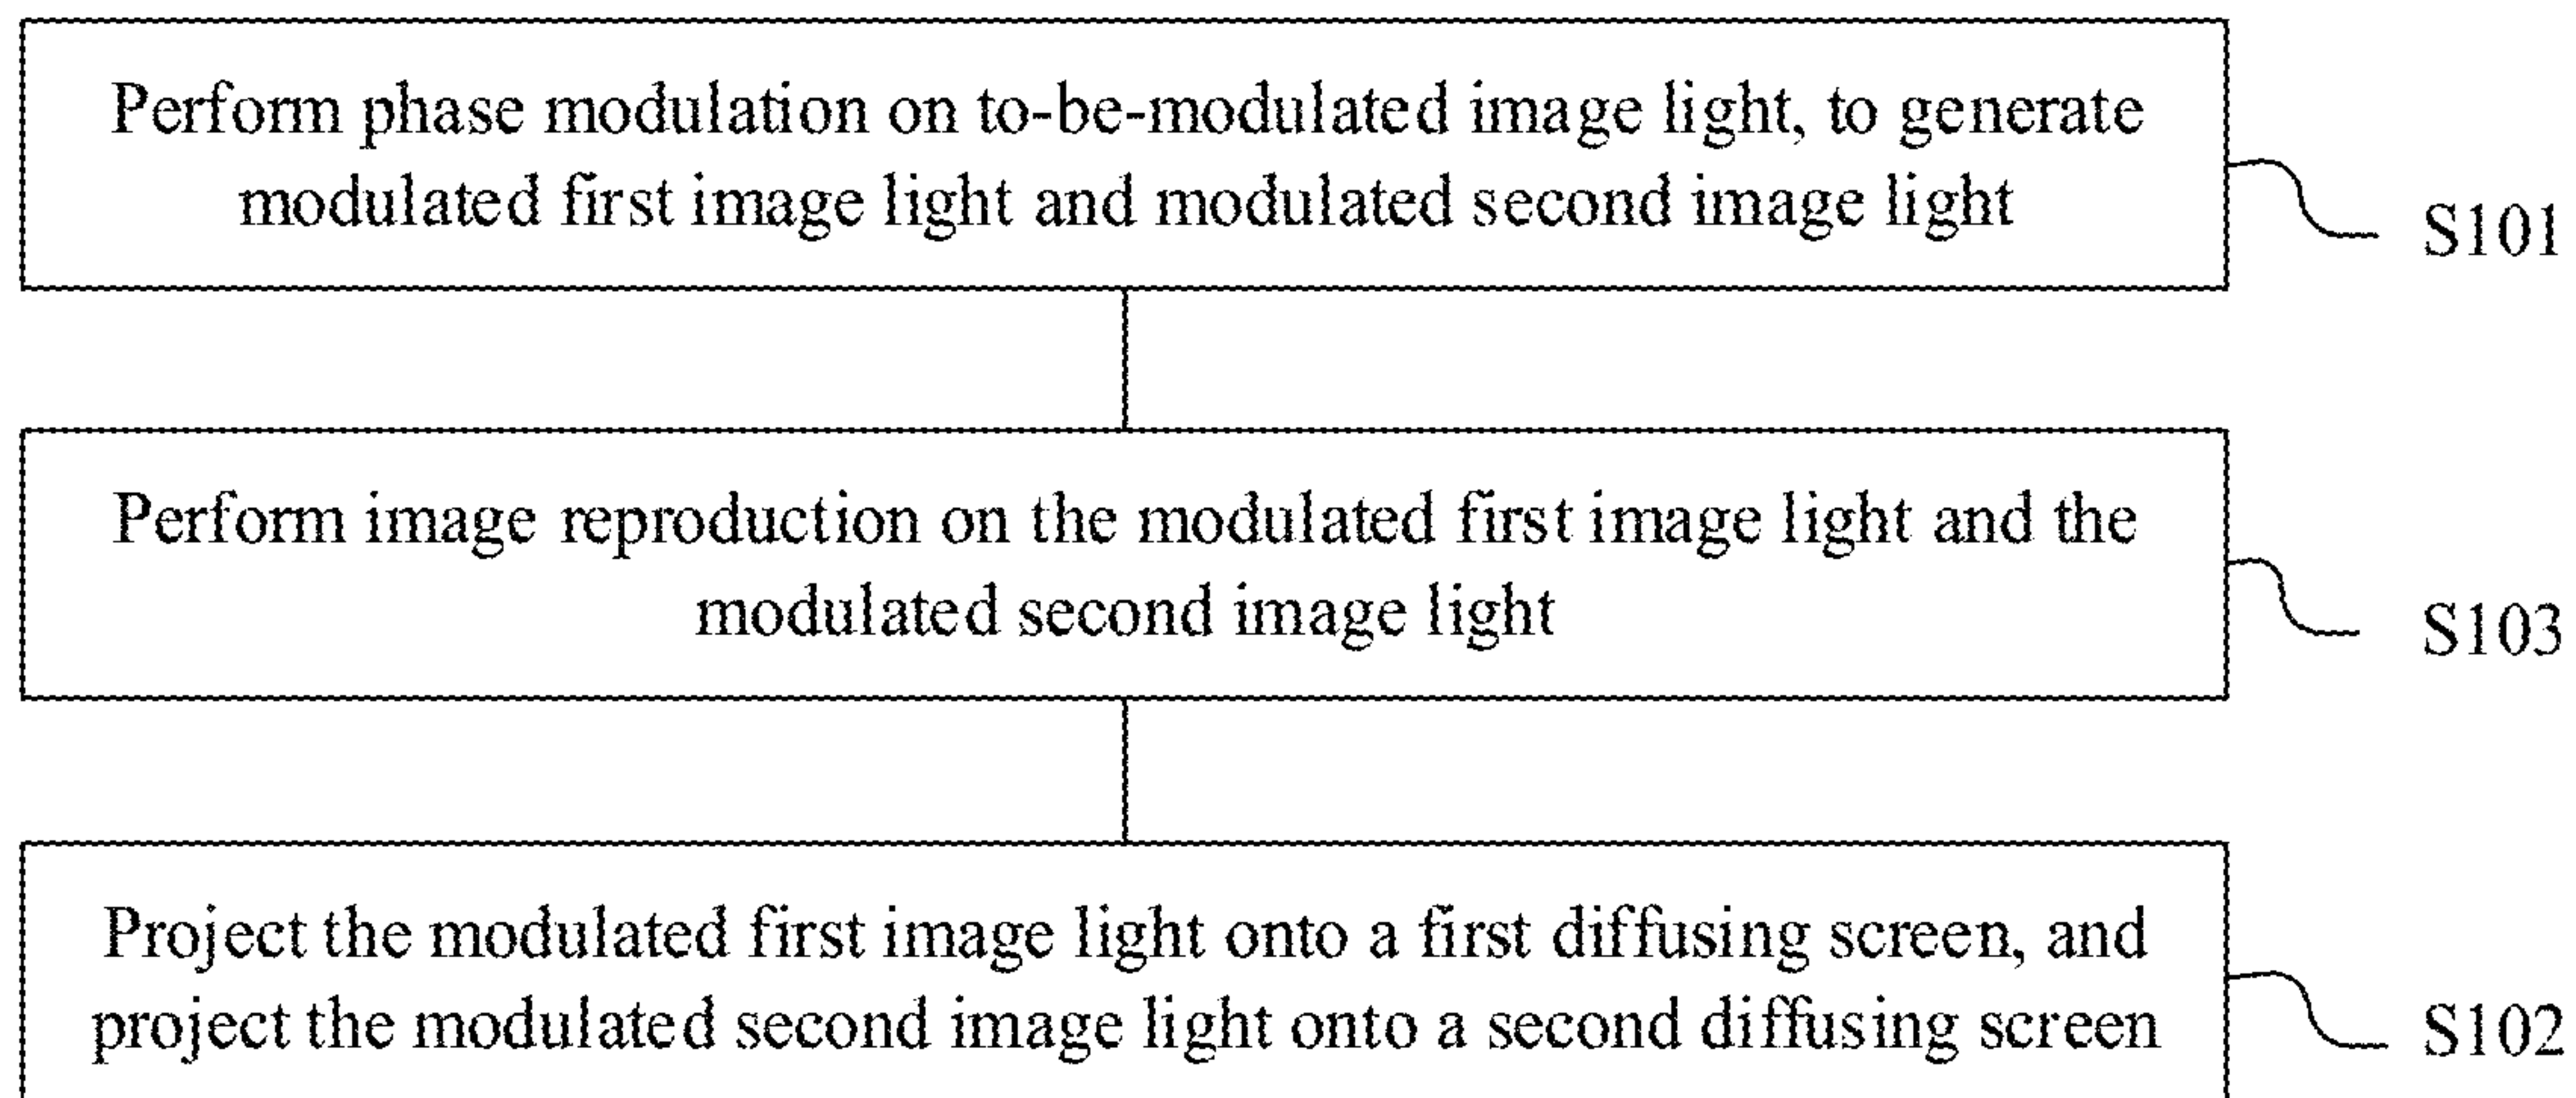 Perform phase modulation on to-be-modulated image light, to generate
modulated first image light and modulated second image light
S101
Perform image reproduction on the modulated first image light and the
modulated second image light
S103
Project the modulated first image light onto a first diffusing screen, and
project the modulated second image light onto a second diffusing screen
S102